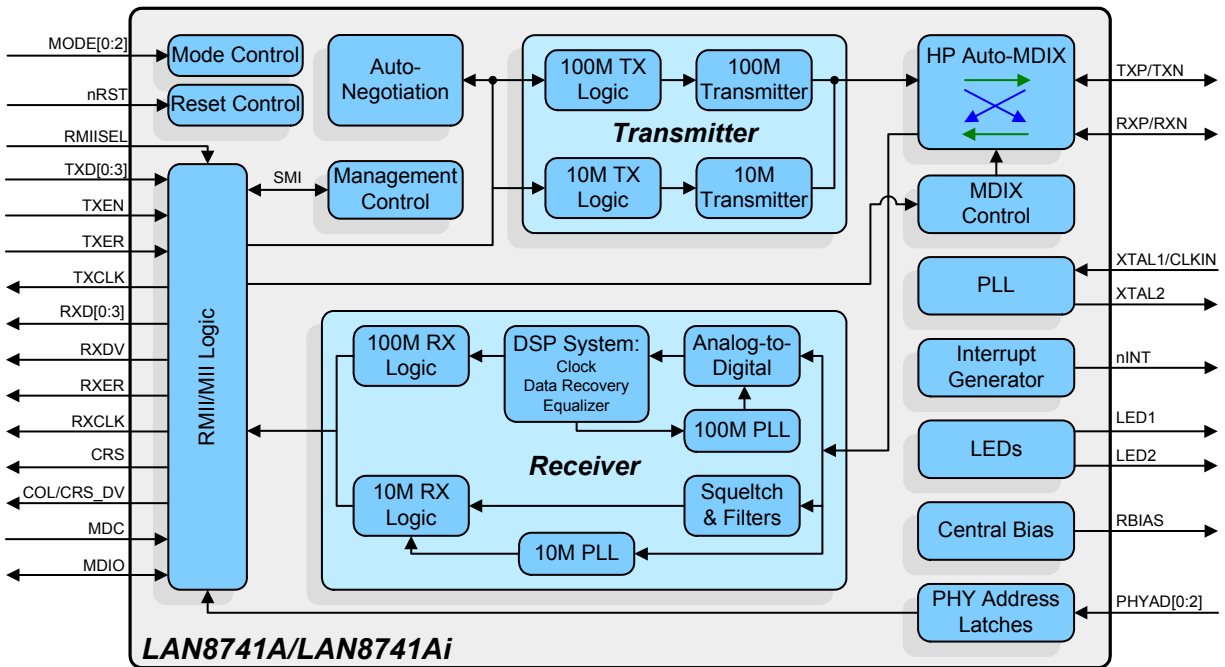 MODE[0:2]
nRST
RMIISEL
TXD[0:3]
TXEN
TXER
TXCLK
RXD[0:3]
RXDV
RXER
RXCLK
CRS
COL/CRS_DV
MDC
MDIO
Mode Control
Reset Control
RMII/MII Logic
SMI
Auto-
Negotiation
Management
Control
100M TX
Logic
100M
Transmitter
Transmitter
10M TX
Logic
10M
Transmitter
100M RX
Logic
DSP System:
Clock
Data Recovery
Equalizer
Analog-to-
Digital
100M PLL
Receiver
10M RX
Logic
Squeltch
& Filters
10M PLL
HP Auto-MDIX
MDIX
Control
PLL
Interrupt
Generator
LEDs
Central Bias
PHY Address
Latches
TXP/TXN
RXP/RXN
XTAL1/CLKIN
XTAL2
nINT
LED1
LED2
RBIAS
PHYAD[0:2]
LAN8741A/LAN8741Ai